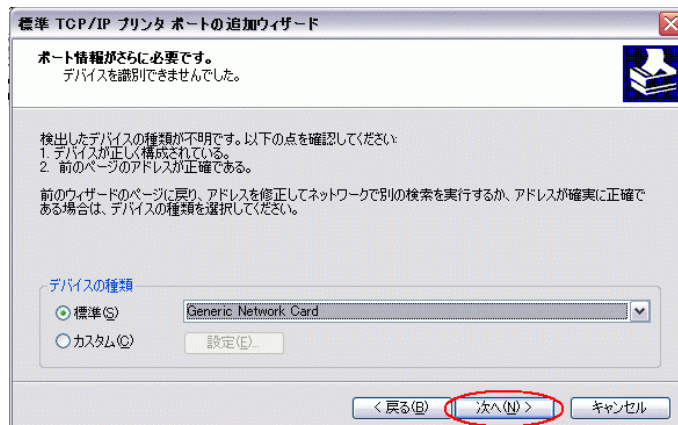 標準 TCP/IP プリンタ ポートの追加ウィザード
ポート情報がさらに必要です。
デバイスを識別できませんでした。
検出したデバイスの種類が不明です。以下の点を確認してください:
1. デバイスが正しく構成されている。
2. 前のページのアドレスが正確である。
前のウィザードのページに戻り、アドレスを修正してネットワークで別の検索を実行するか、アドレスが確実に正確で
ある場合は、デバイスの種類を選択してください。
デバイスの種類
標準(S)
Generic Network Card
カスタム(C)
設定(E)...
< 戻る(B)
次へ(N) >
キャンセル